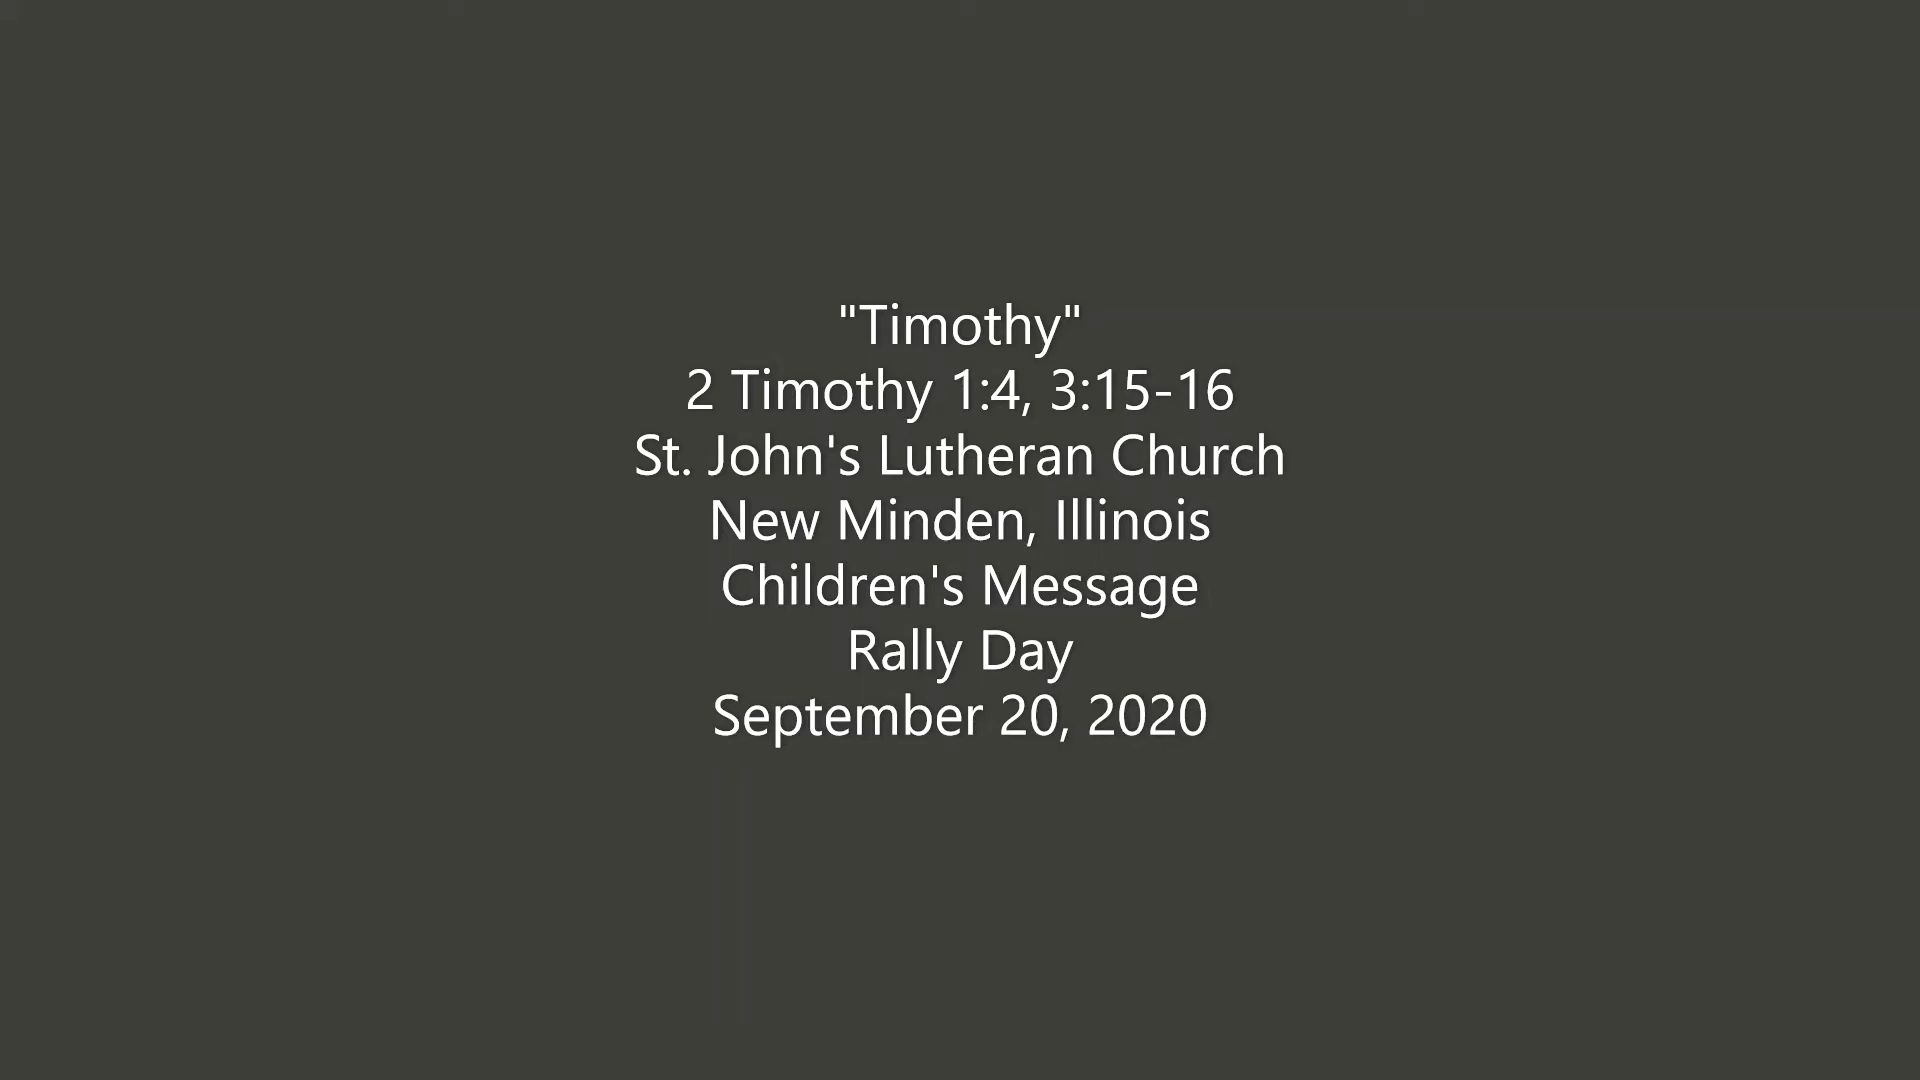 "Timothy"
2 Timothy 1:4, 3:15-16
St. John's Lutheran Church
New Minden, Illinois
Children's Message
Rally Day
September 20, 2020